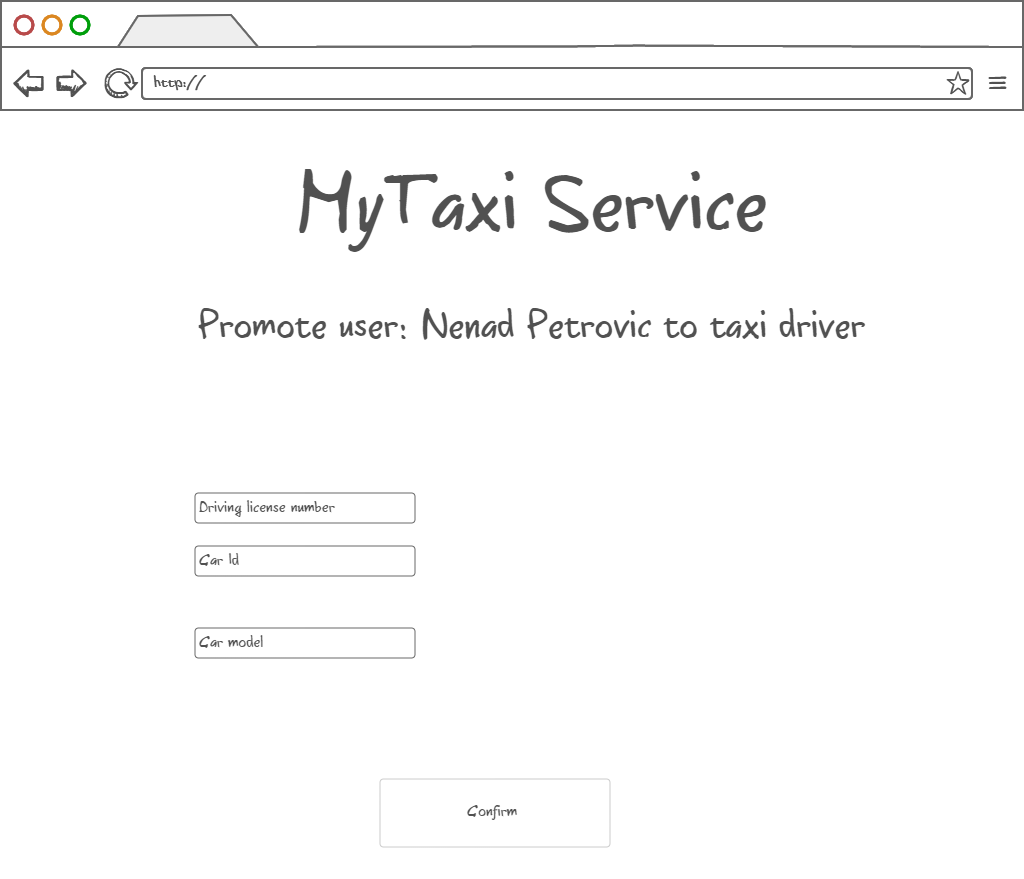 http://
MyTaxi Service
Promote user: Nenad Petrovic to taxi driver
Driving license number
Car Id
Car model
Confirm